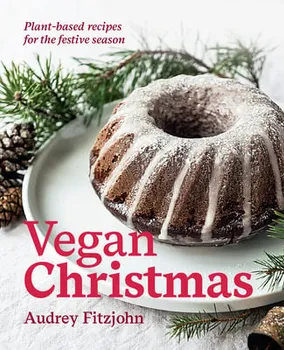 Plant-based recipes
for the festive season
Vegan
Christmas
Audrey Fitzjohn